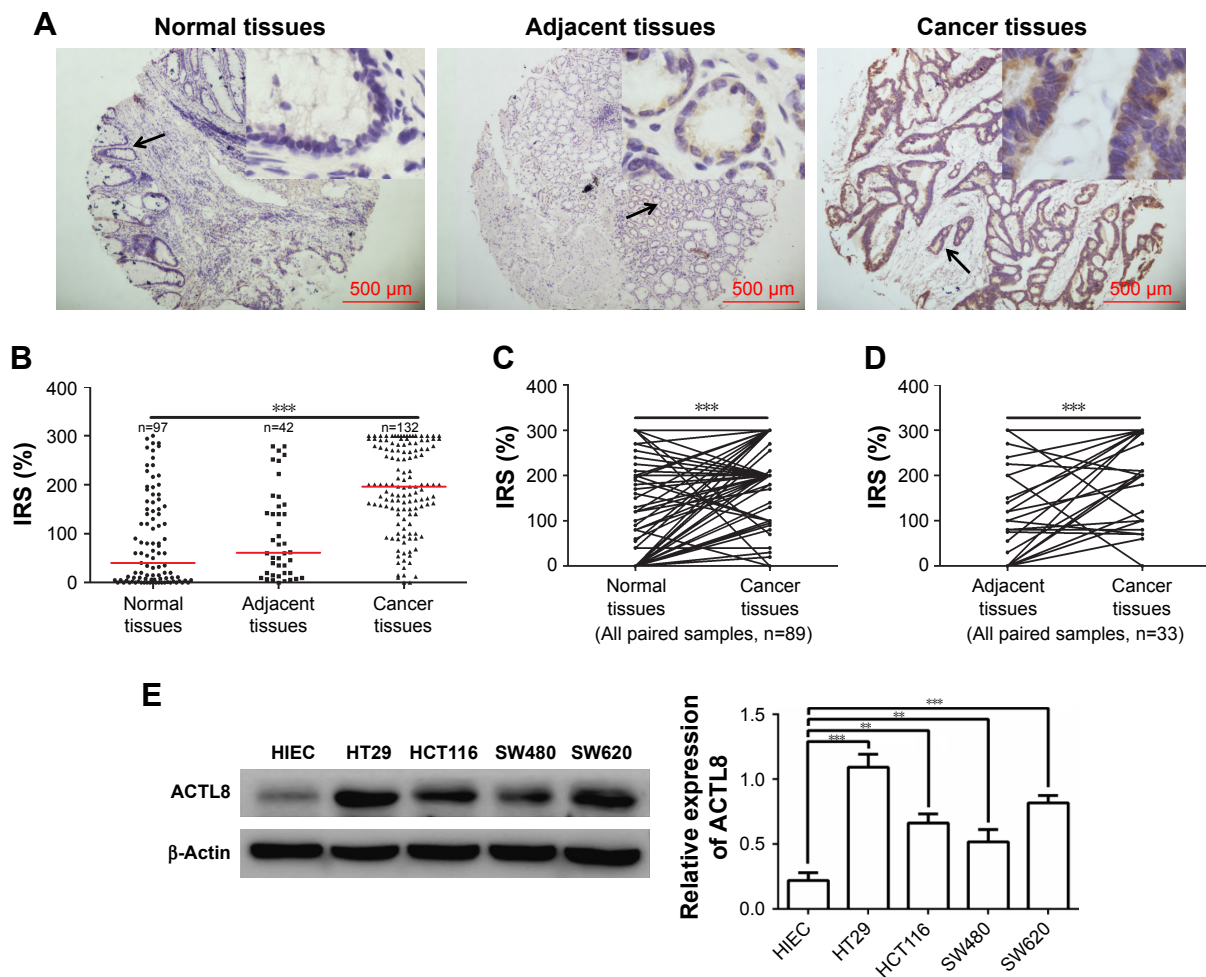 A
Normal tissues
Adjacent tissues
Cancer tissues
500 µm
500 µm
500 µm
B
IRS (%)
400
300
200
100
0
***
n=97
n=42
n=132
Normal
tissues
Adjacent
tissues
Cancer
tissues
C
IRS (%)
400
300
200
100
0
***
Normal
tissues
Cancer
tissues
(All paired samples, n=89)
D
IRS (%)
400
300
200
100
0
***
Adjacent
tissues
Cancer
tissues
(All paired samples, n=33)
E
HIEC HT29 HCT116 SW480 SW620
ACTL8
β-Actin
Relative expression
of ACTL8
1.5
1.0
0.5
0.0
***
**
**
***
HIEC
HT29
HCT116
SW480
SW620